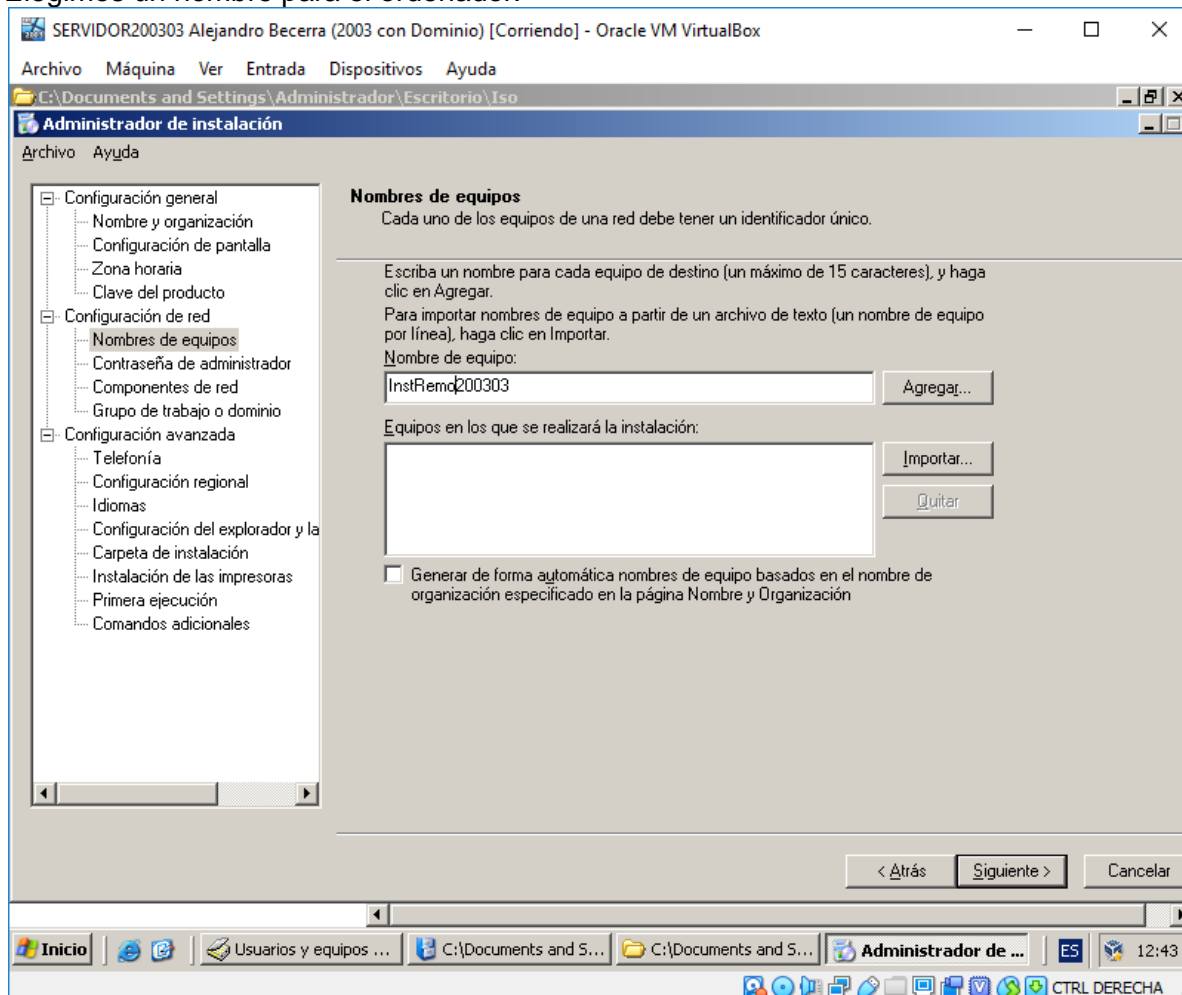 Elegimos un nombre para el ordenador.
SERVIDOR200303 Alejandro Becerra (2003 con Dominio) [Corriendo] - Oracle VM VirtualBox
Archivo Máquina Ver Entrada Dispositivos Ayuda
C:\Documents and Settings\Administrador\Escritorio\Iso
Administrador de instalación
Archivo Ayuda
Configuración general
Nombre y organización
Configuración de pantalla
Zona horaria
Clave del producto
Configuración de red
Nombres de equipos
Contraseña de administrador
Componentes de red
Grupo de trabajo o dominio
Configuración avanzada
Telefonía
Configuración regional
Idiomas
Configuración del explorador y la
Carpeta de instalación
Instalación de las impresoras
Primera ejecución
Comandos adicionales
Nombres de equipos
Cada uno de los equipos de una red debe tener un identificador único.
Escriba un nombre para cada equipo de destino (un máximo de 15 caracteres), y haga
clic en Agregar.
Para importar nombres de equipo a partir de un archivo de texto (un nombre de equipo
por línea), haga clic en Importar.
Nombre de equipo:
InstRemo200303
Agregar...
Equipos en los que se realizará la instalación:
Importar...
Quitar
Generar de forma automática nombres de equipo basados en el nombre de
organización especificado en la página Nombre y Organización
< Atrás
Siguiente >
Cancelar
Inicio
Usuarios y equipos ...
C:\Documents and S...
C:\Documents and S...
Administrador de ...
ES
12:43
CTRL DERECHA